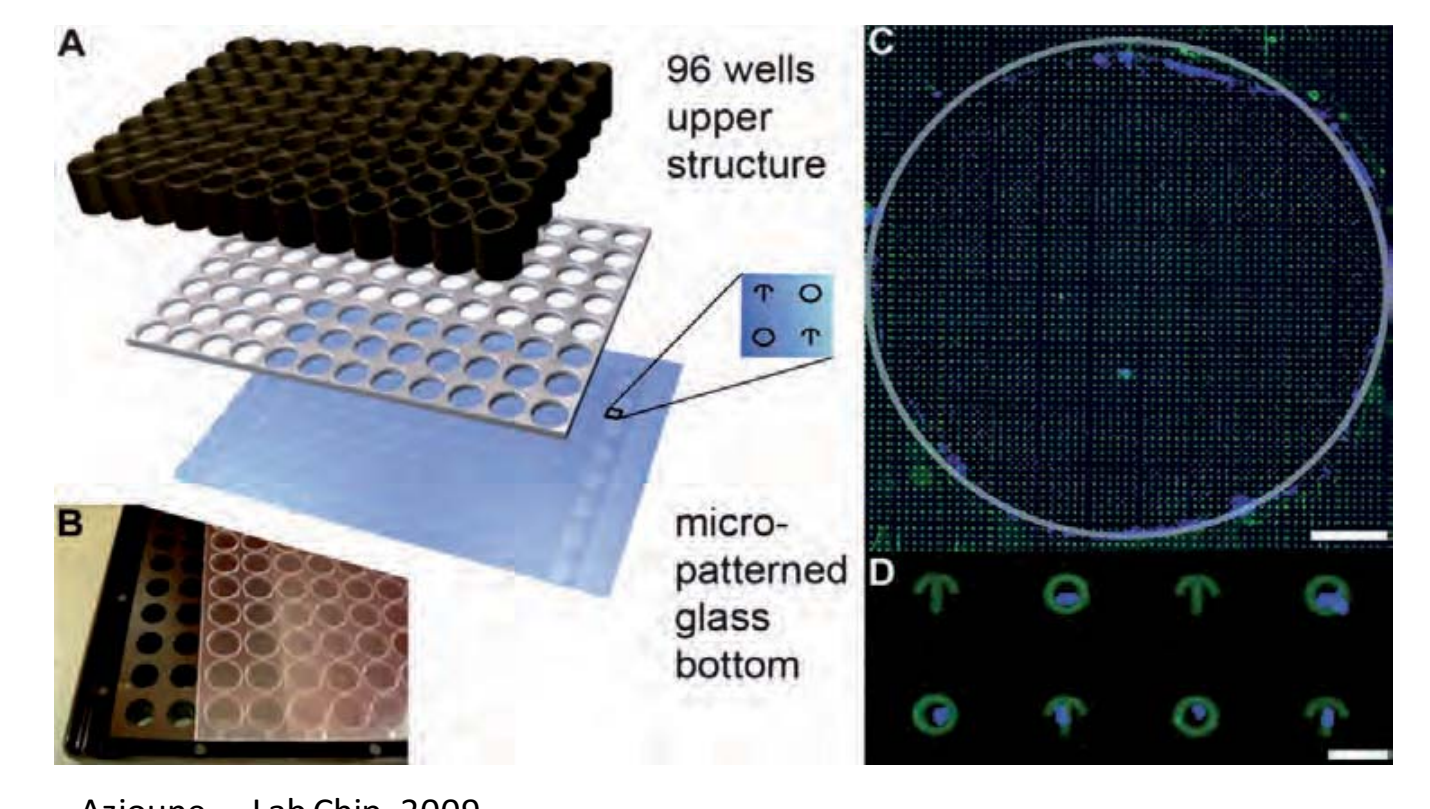 A
96 wells
upper
structure
B
micro-
patterned
glass
bottom
C
D
Lab Chip 2009